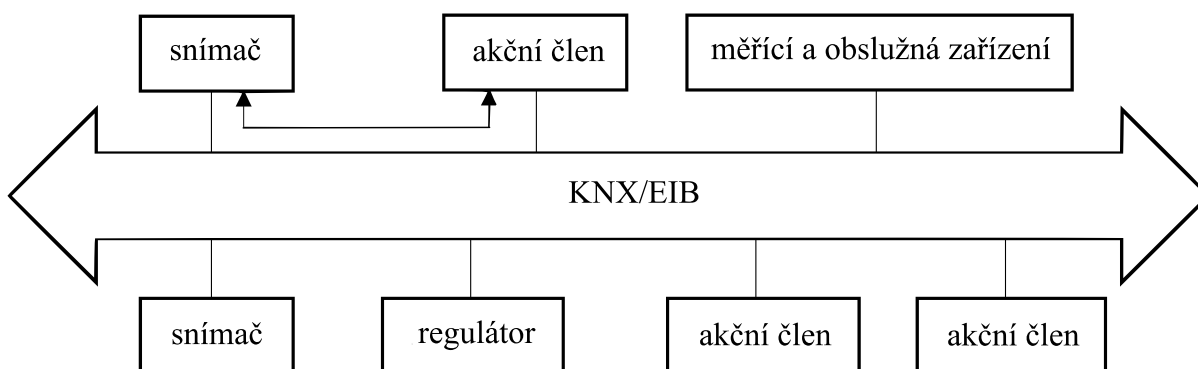 snímač
akční člen
měřící a obslužná zařízení
KNX/EIB
snímač
regulátor
akční člen
akční člen